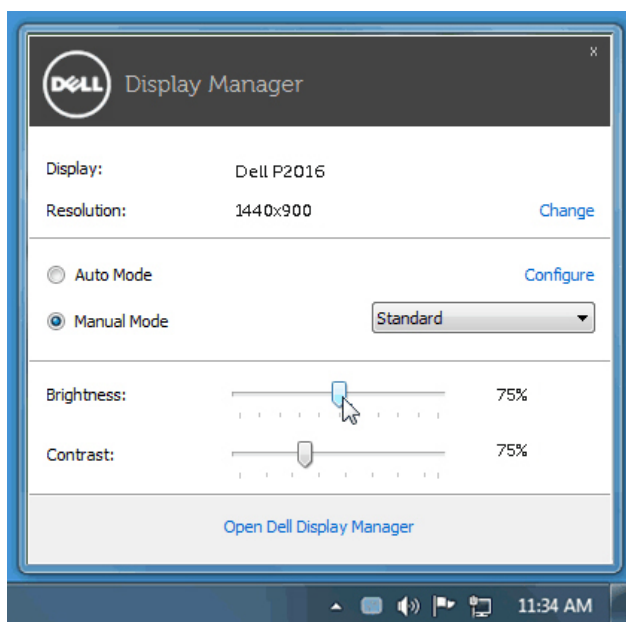 x
DELL Display Manager
Display: Dell P2016
Resolution: 1440x900 Change
Auto Mode Configure
Manual Mode Standard
Brightness: 75%
Contrast: 75%
Open Dell Display Manager
11:34 AM